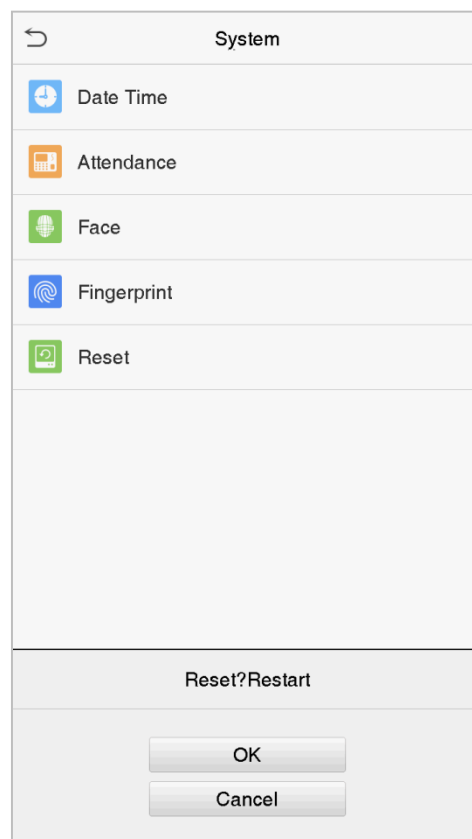 System
Date Time
Attendance
Face
Fingerprint
Reset
Reset?Restart
OK
Cancel